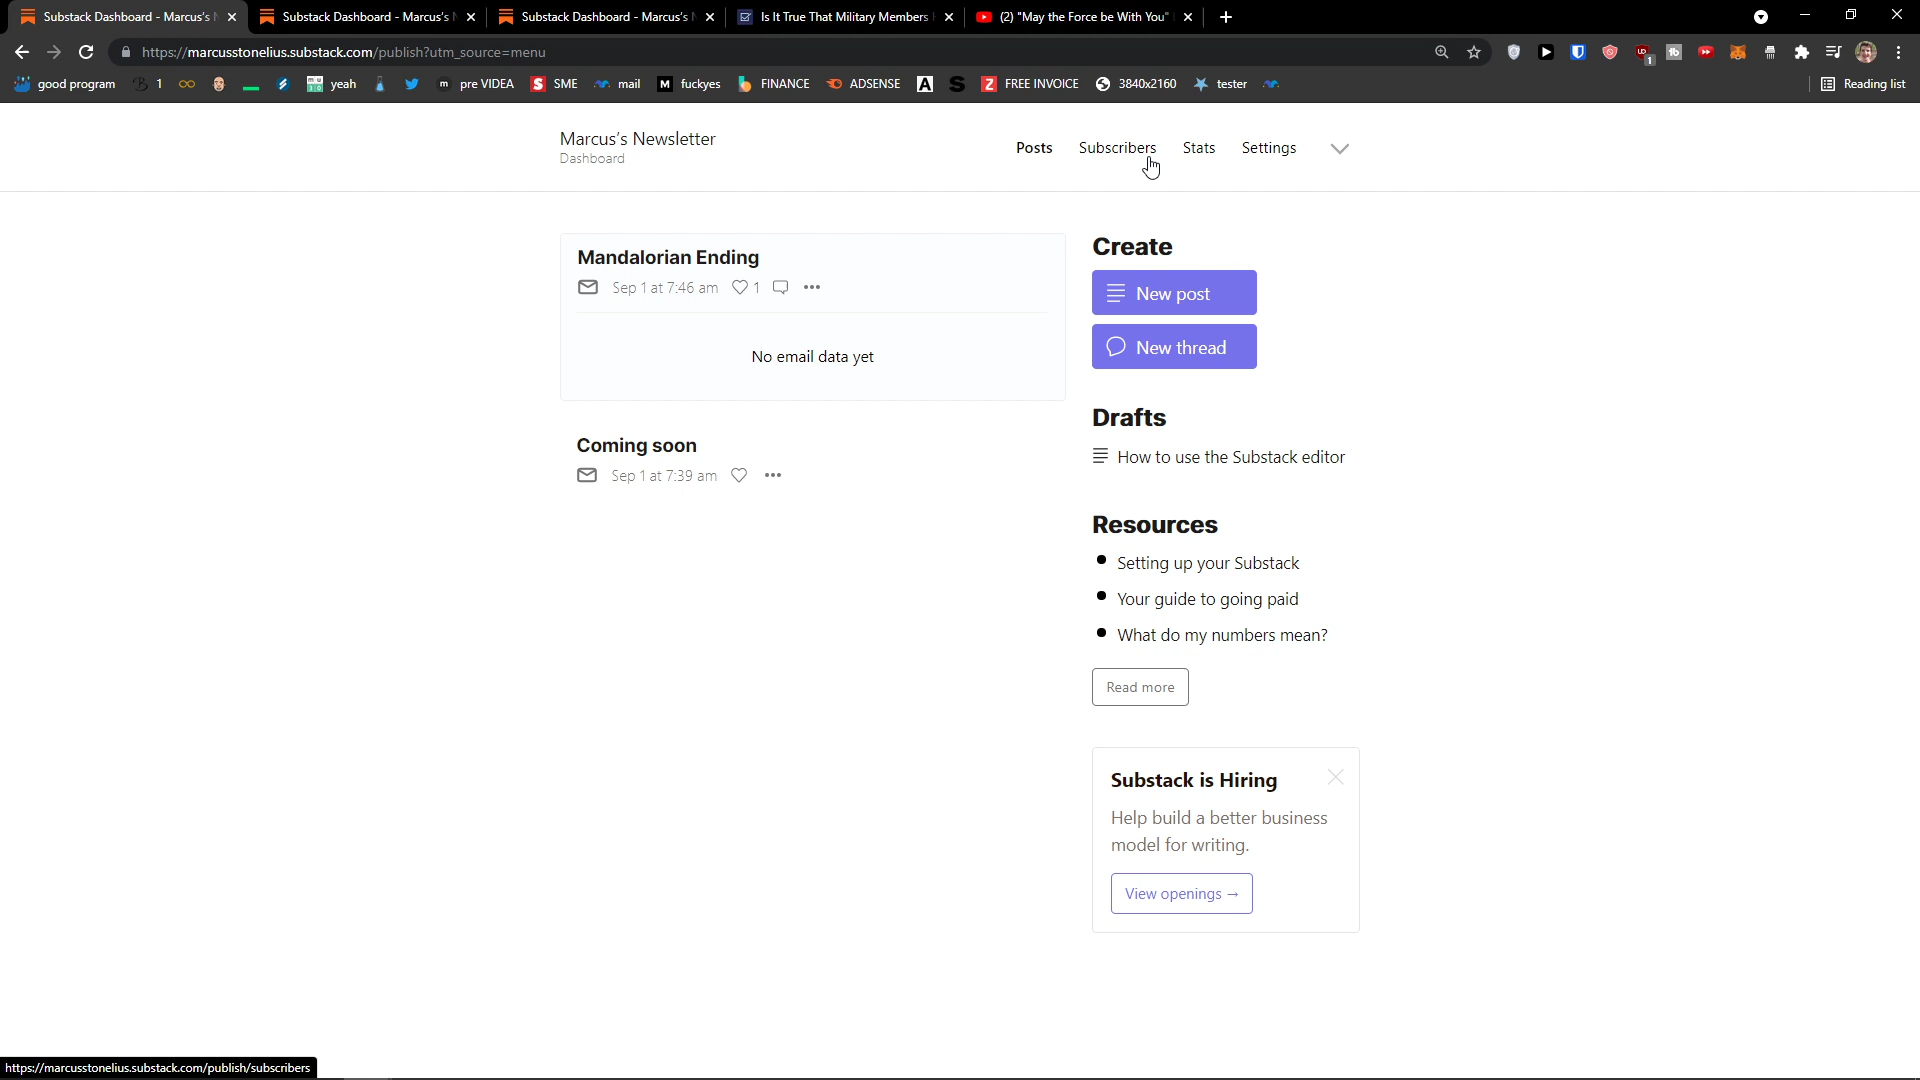 Substack Dashboard - Marcus's N
Substack Dashboard - Marcus's N
Substack Dashboard - Marcus's N
Is It True That Military Members
(2) "May the Force be With You"
https://marcusstonelius.substack.com/publish?utm_source=menu
1
good program
1
yeah
pre VIDEA
SME
mail
fuckyes
FINANCE
ADSENSE
FREE INVOICE
3840x2160
tester
Reading list
Marcus's Newsletter
Dashboard
Posts
Subscribers
Stats
Settings
Mandalorian Ending
Sep 1 at 7:46 am
1
No email data yet
Coming soon
Sep 1 at 7:39 am
Create
New post
New thread
Drafts
How to use the Substack editor
Resources
Setting up your Substack
Your guide to going paid
What do my numbers mean?
Read more
Substack is Hiring
Help build a better business
model for writing.
View openings →
https://marcusstonelius.substack.com/publish/subscribers